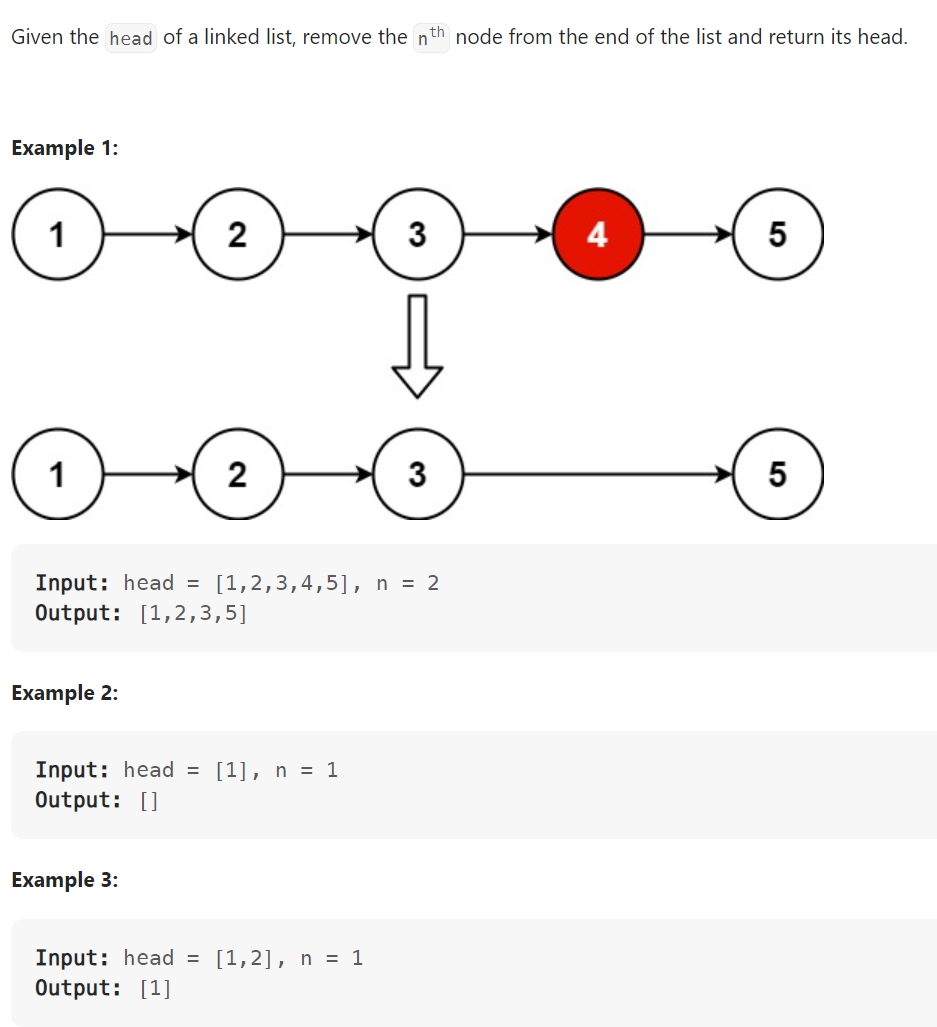 Given the head of a linked list, remove the nth node from the end of the list and return its head.
Example 1:
1 2 3 4 5
1 2 3 5
Input: head = [1,2,3,4,5], n = 2
Output: [1,2,3,5]
Example 2:
Input: head = [1], n = 1
Output: []
Example 3:
Input: head = [1,2], n = 1
Output: [1]